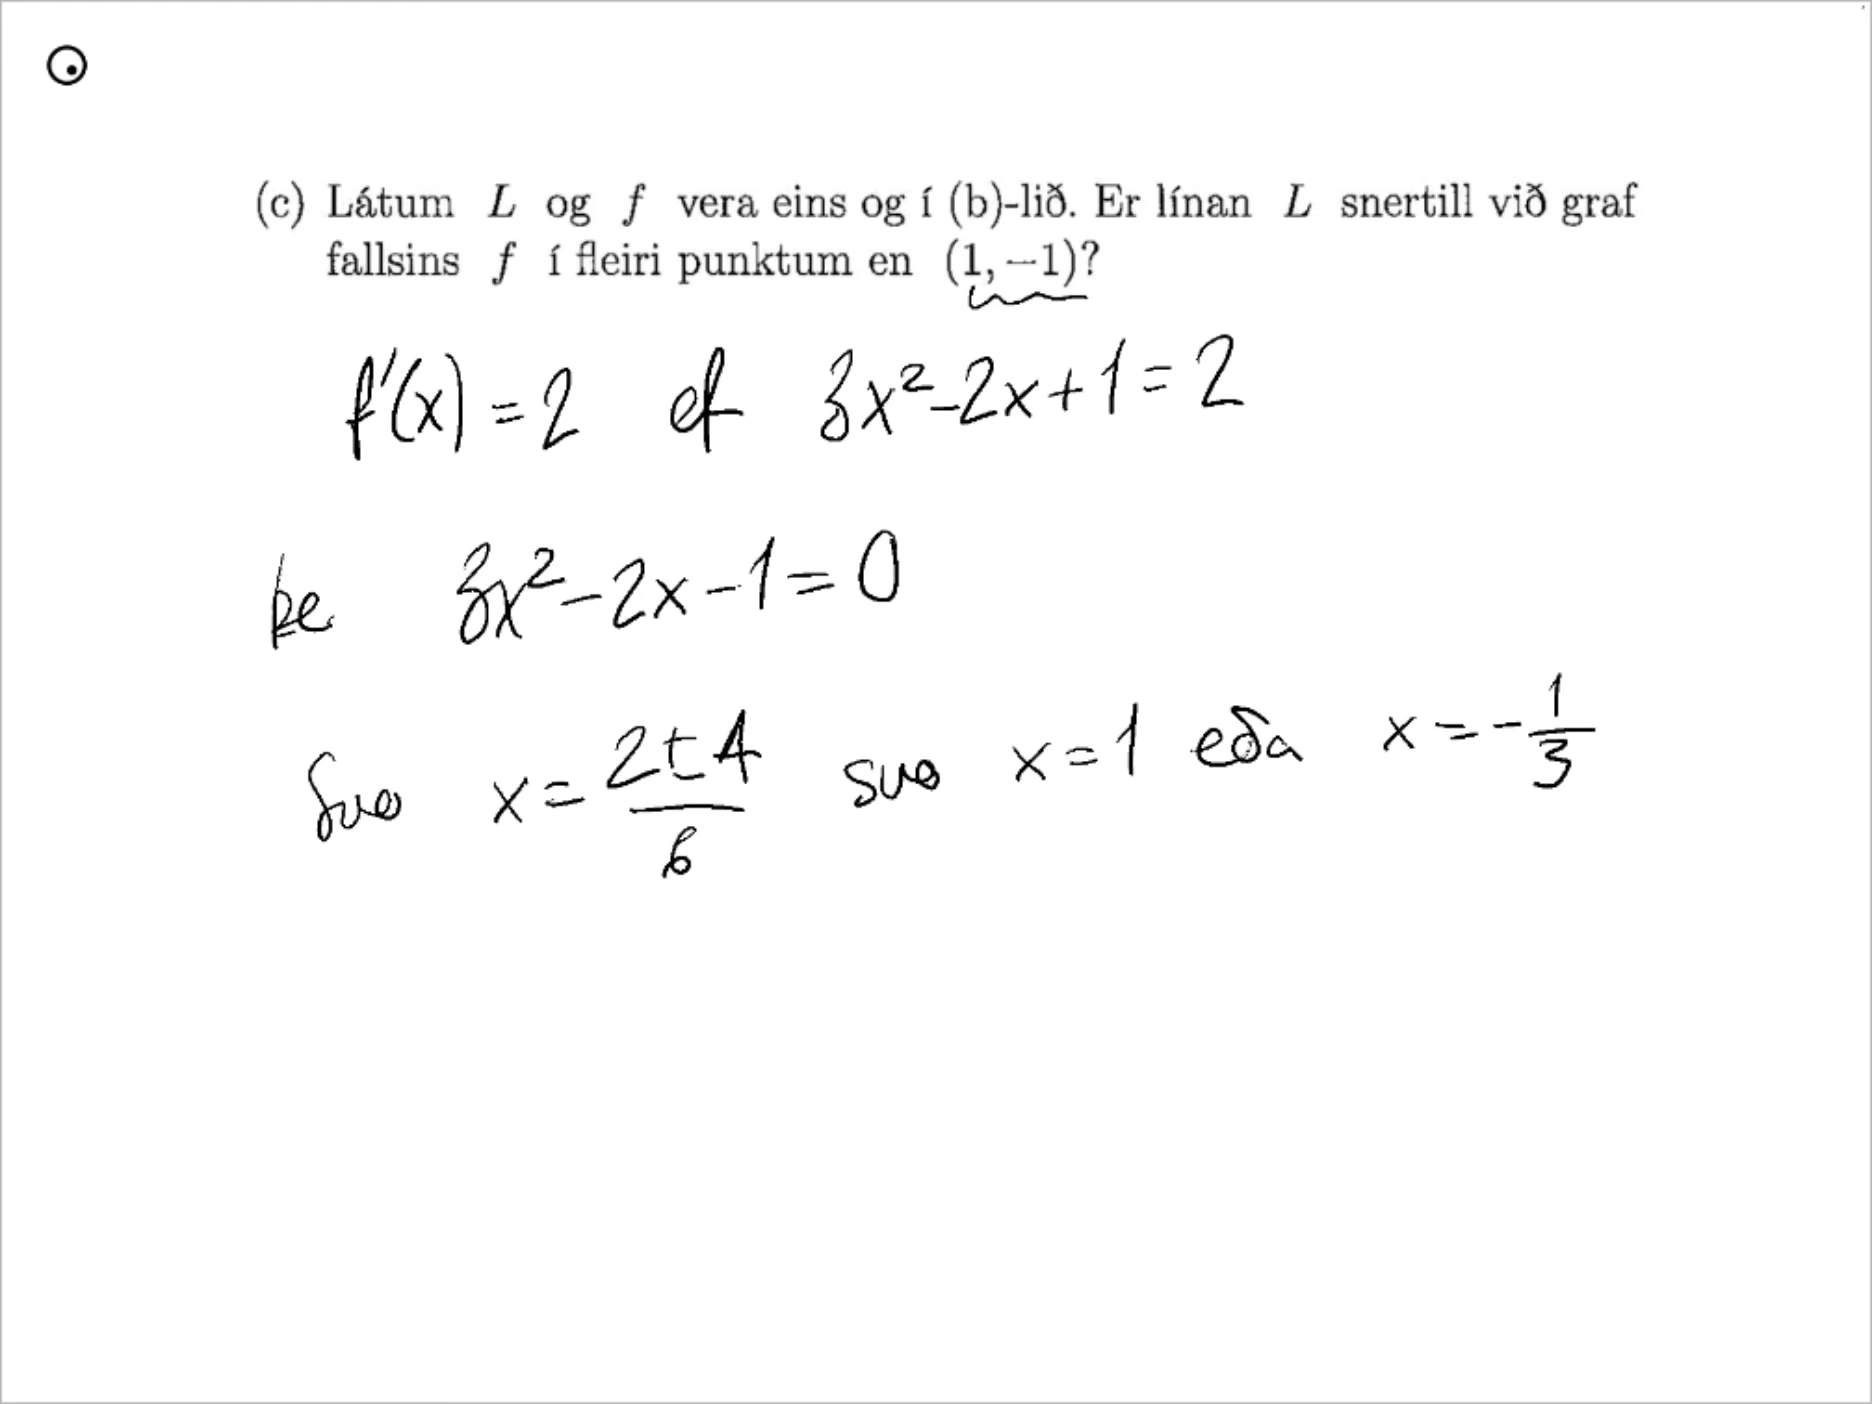 (c) Látum L og f vera eins og í (b)-lið. Er línan L snertill við graf
fallsins f í fleiri punktum en (1, −1)?
f'(x) = 2 ef 3x²-2x+1=2
þe 3x²-2x-1=0
Svo x = (2±4)/6 svo x=1 eða x = -1/3